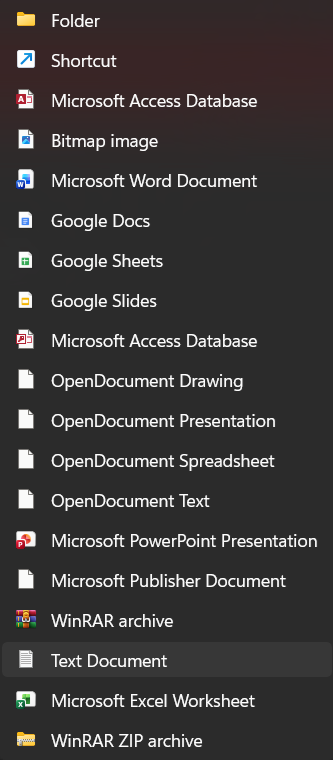 Folder
Shortcut
Microsoft Access Database
Bitmap image
Microsoft Word Document
Google Docs
Google Sheets
Google Slides
Microsoft Access Database
OpenDocument Drawing
OpenDocument Presentation
OpenDocument Spreadsheet
OpenDocument Text
Microsoft PowerPoint Presentation
Microsoft Publisher Document
WinRAR archive
Text Document
Microsoft Excel Worksheet
WinRAR ZIP archive